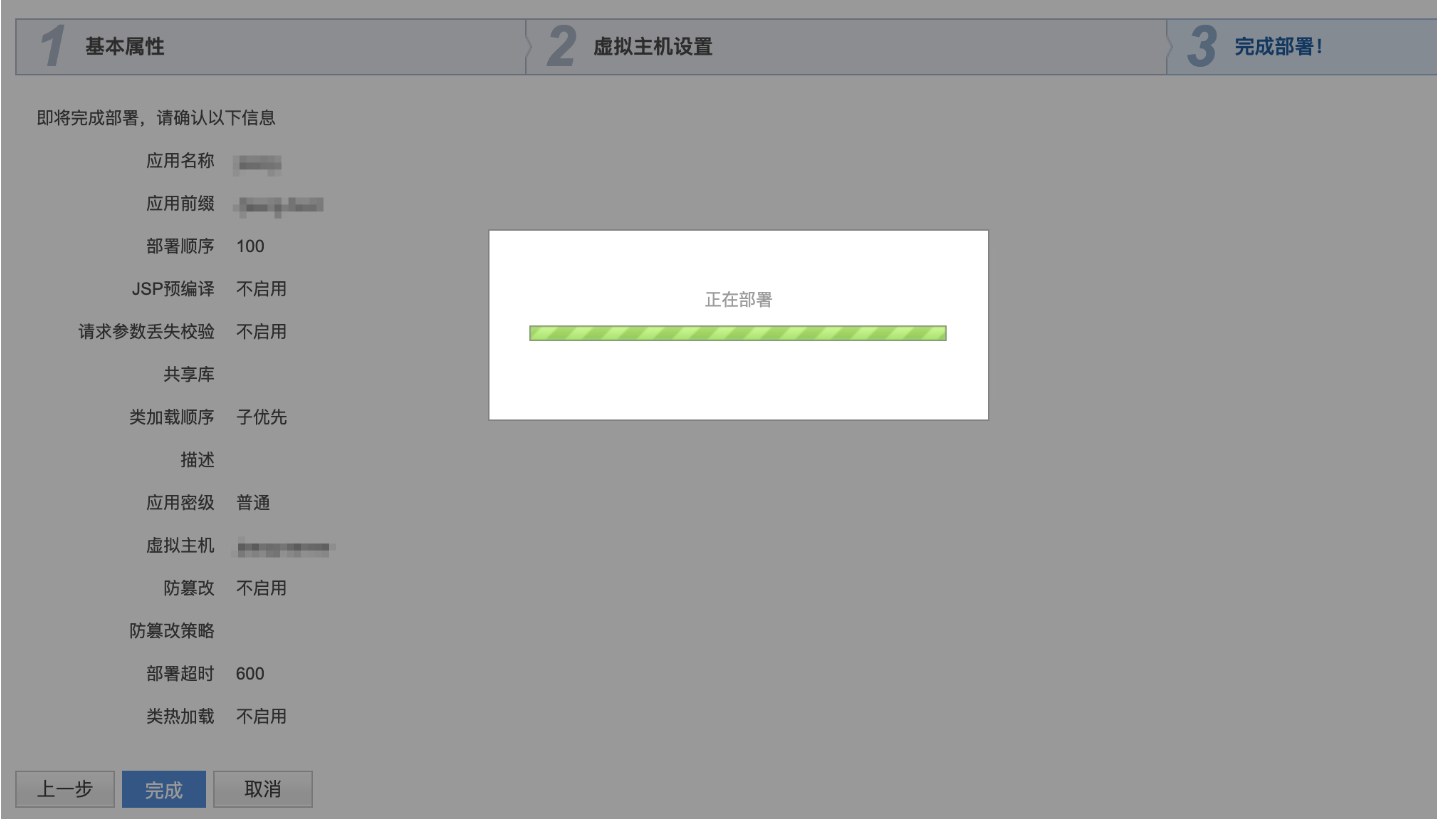 1 基本属性
2 虚拟主机设置
3 完成部署!
即将完成部署，请确认以下信息
应用名称
应用前缀
部署顺序 100
JSP预编译 不启用
请求参数丢失校验 不启用
共享库
类加载顺序 子优先
描述
应用密级 普通
虚拟主机
防篡改 不启用
防篡改策略
部署超时 600
类热加载 不启用
正在部署
上一步 完成 取消